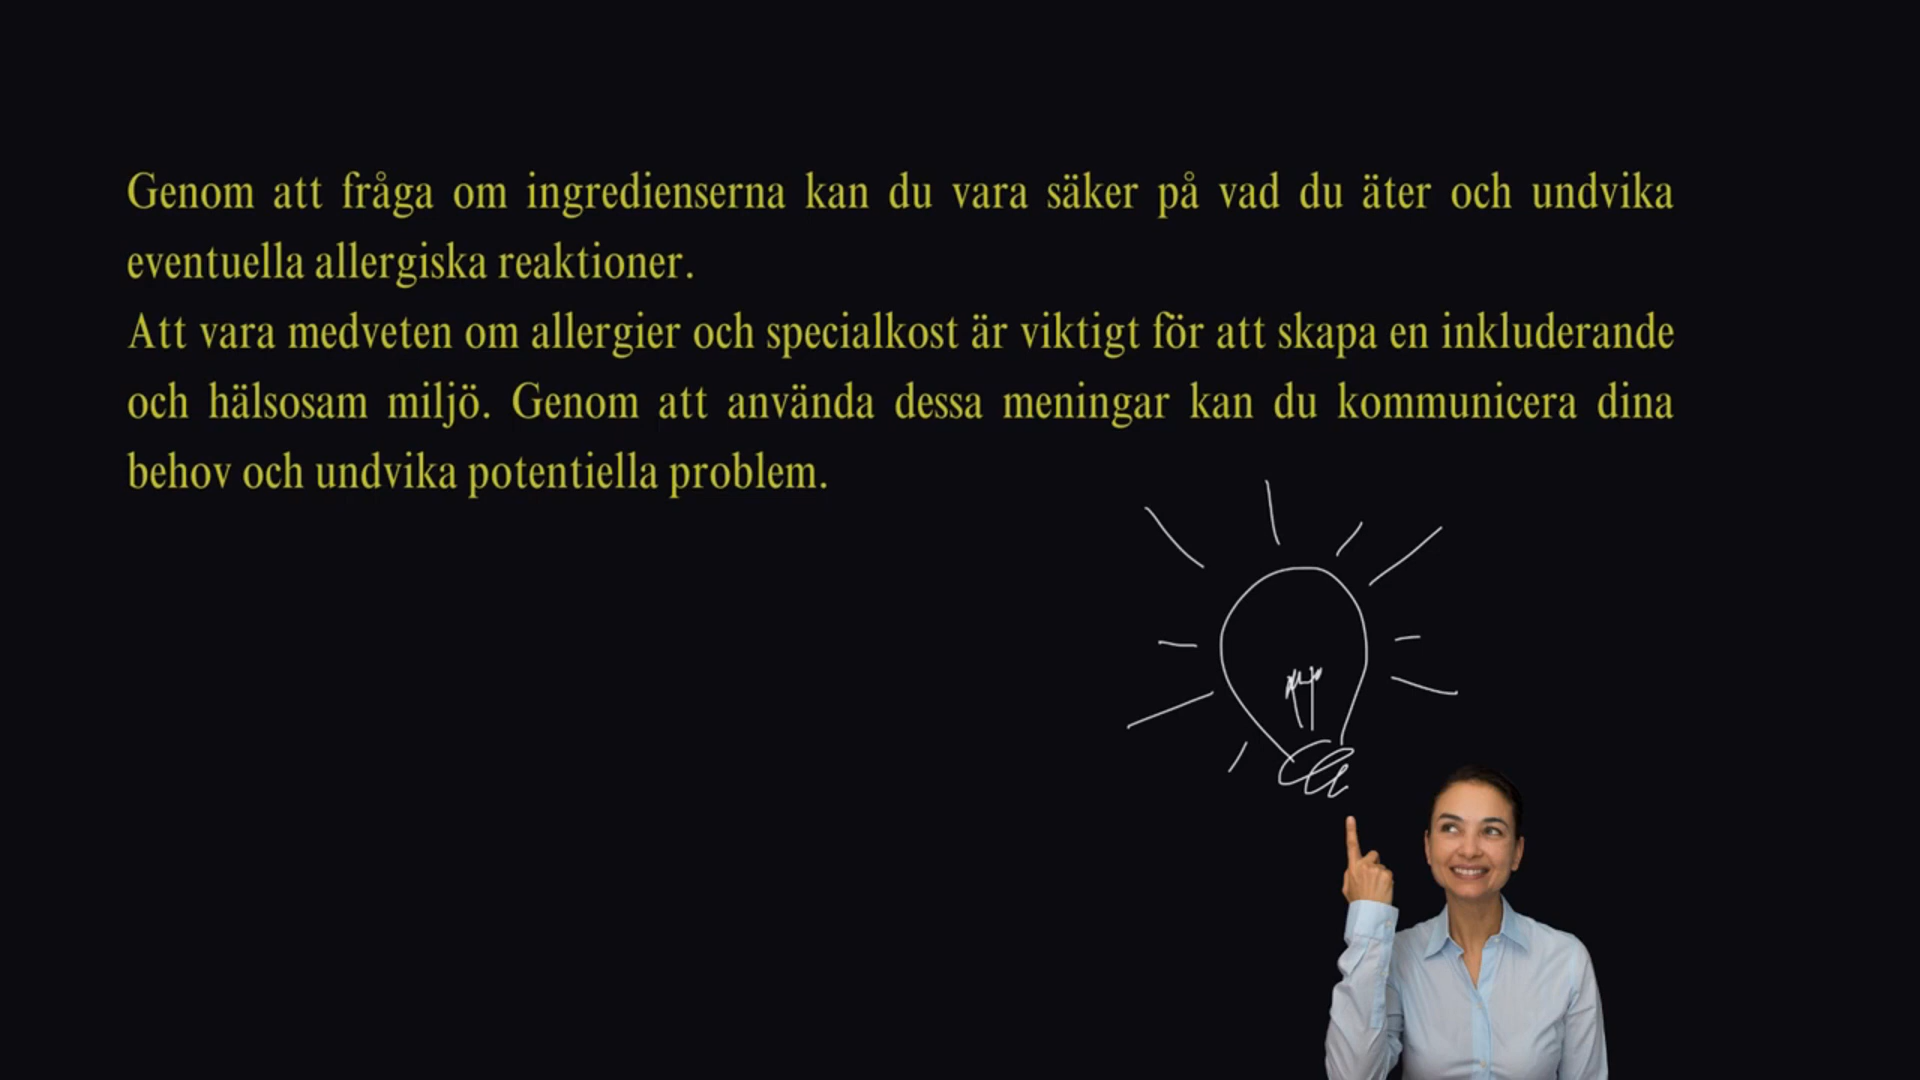 Genom att fråga om ingredienserna kan du vara säker på vad du äter och undvika
eventuella allergiska reaktioner.
Att vara medveten om allergier och specialkost är viktigt för att skapa en inkluderande
och hälsosam miljö. Genom att använda dessa meningar kan du kommunicera dina
behov och undvika potentiella problem.